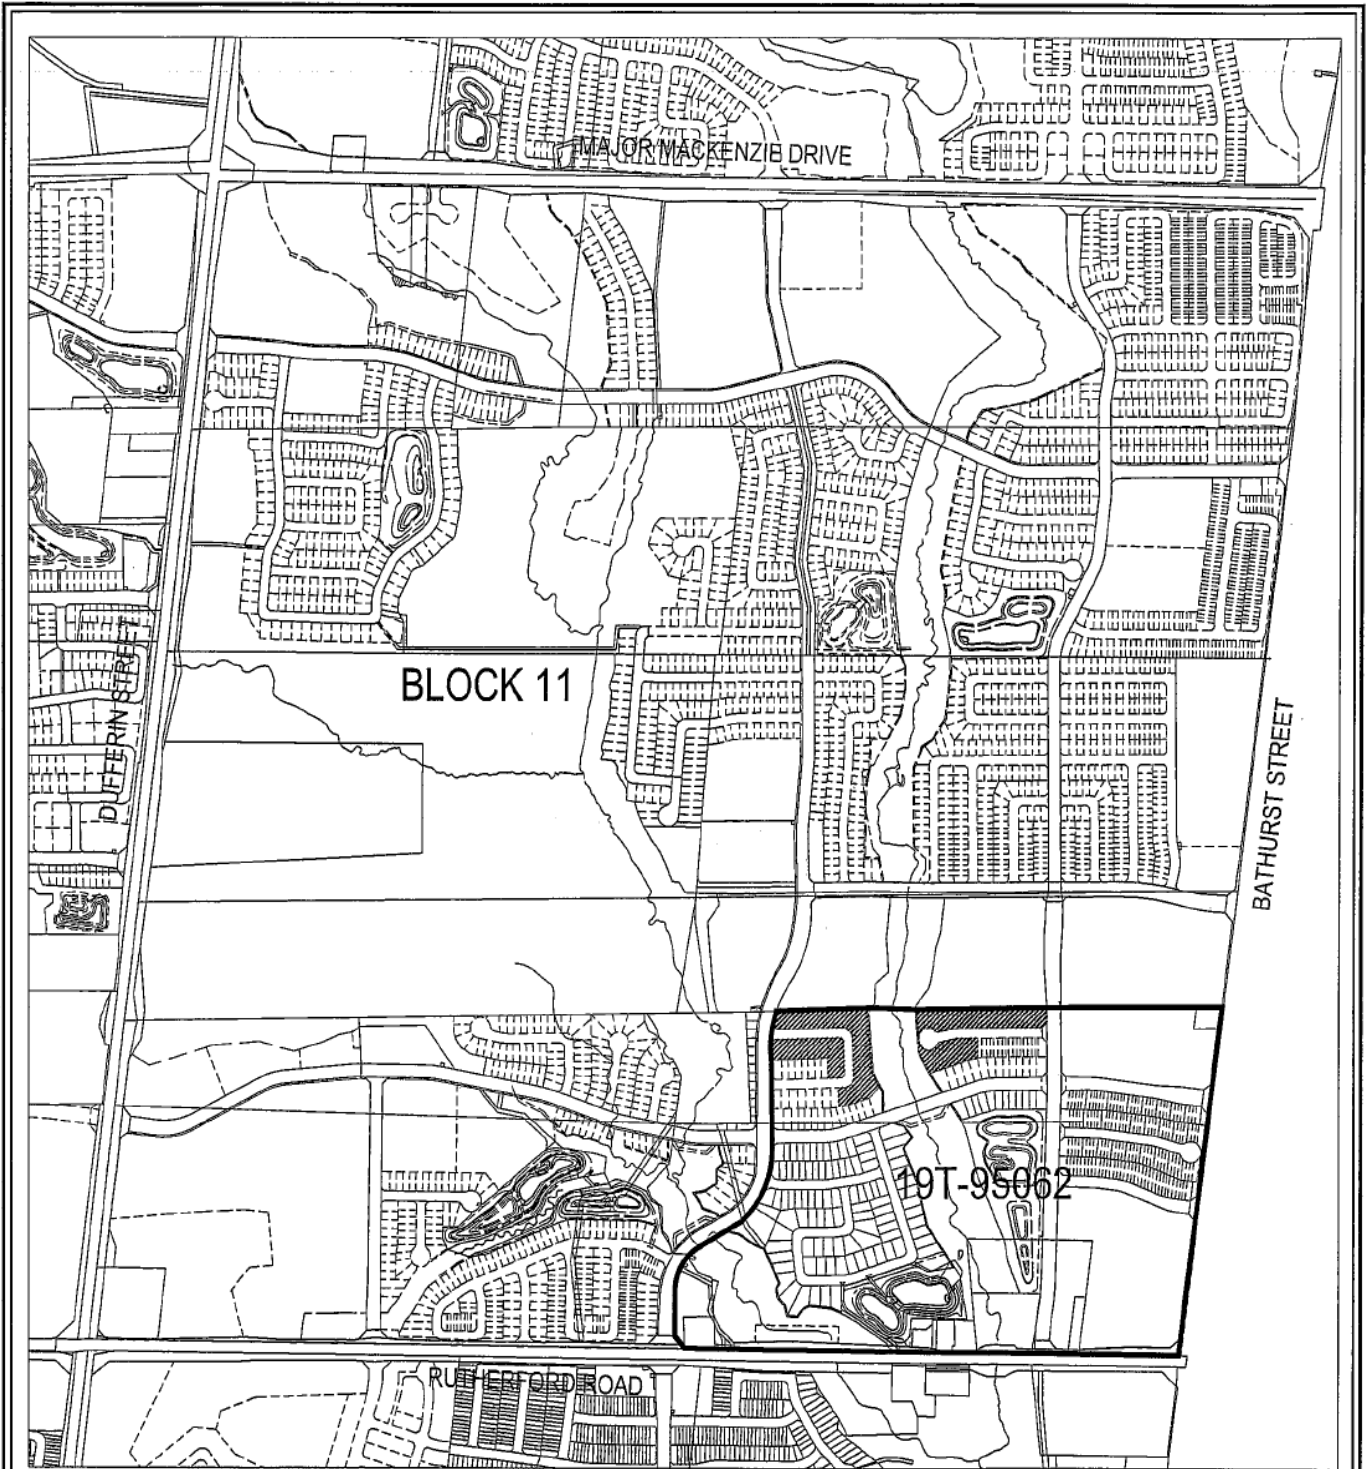 MAJOR MACKENZIE DRIVE
BLOCK 11
DUFFERIN STREET
BATHURST STREET
19T-95062
RUTHERFORD ROAD